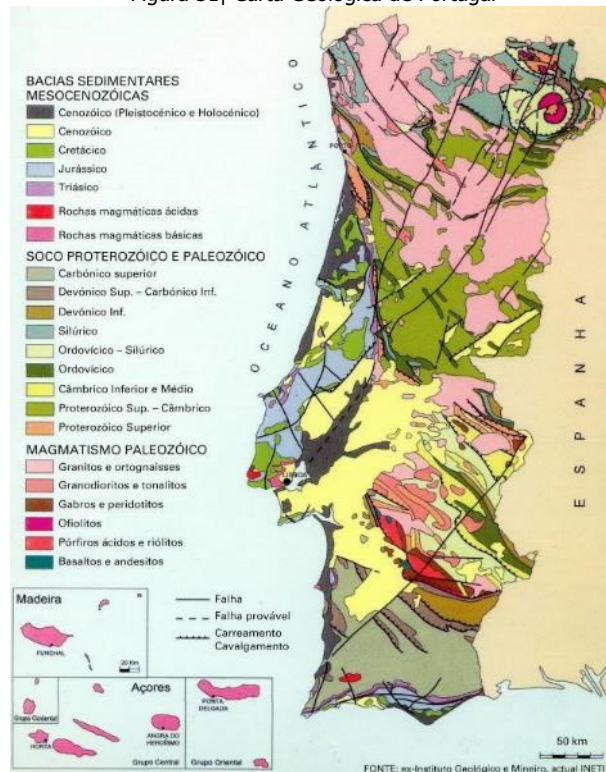 Figura 31| Carta Geológica de Portugal
BACIAS SEDIMENTARES
MESOCENOZÓICAS
Cenozóico (Pleistocénico e Holocénico)
Cenozóico
Cretácico
Jurássico
Triásico
Rochas magmáticas ácidas
Rochas magmáticas básicas
SOCO PROTEROZÓICO E PALEOZÓICO
Carbónico superior
Devónico Sup. – Carbónico Inf.
Devónico Inf.
Silúrico
Ordovícico – Silúrico
Ordovícico
Câmbrico Inferior e Médio
Proterozóico Sup. – Câmbrico
Proterozóico Superior
MAGMATISMO PALEOZÓICO
Granitos e ortognaisses
Granodioritos e tonalitos
Gabros e peridotitos
Ofiolitos
Pórfiros ácidos e riólitos
Basaltos e andesitos
OCEANO ATLÂNTICO
LISBOA
ESPANHA
Madeira
FUNCHAL
20 Km
Falha
Falha provável
Carreamento
Cavalgamento
Açores
Grupo Ocidental
HORTA
ANGRA DO
HEROÍSMO
Grupo Central
PONTA
DELGADA
Grupo Oriental
50 km
FONTE: ex-Instituto Geológico e Mineiro, actual INETI